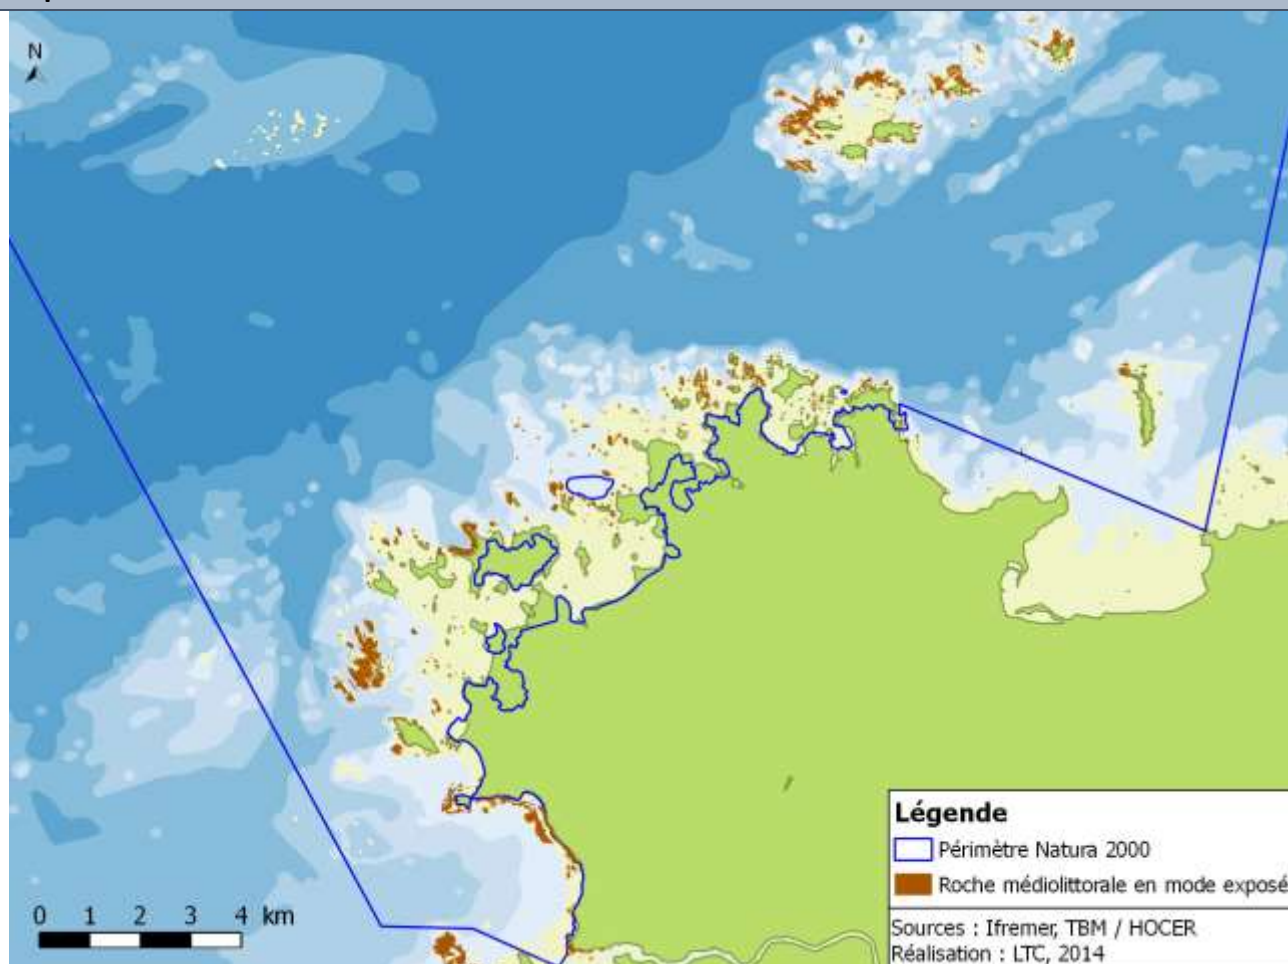 N
0 1 2 3 4 km
Légende
Périmètre Natura 2000
Roche médiolittorale en mode exposé
Sources : Ifremer, TBM / HOCER
Réalisation : LTC, 2014